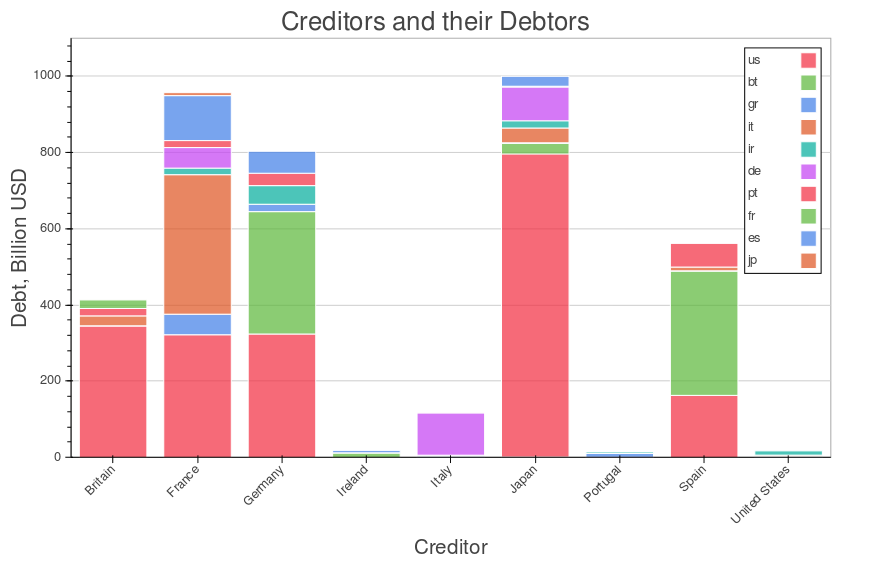 Creditors and their Debtors
Debt, Billion USD
1000
800
600
400
200
0
us
bt
gr
it
ir
de
pt
fr
es
jp
Britain
France
Germany
Ireland
Italy
Japan
Portugal
Spain
United States
Creditor